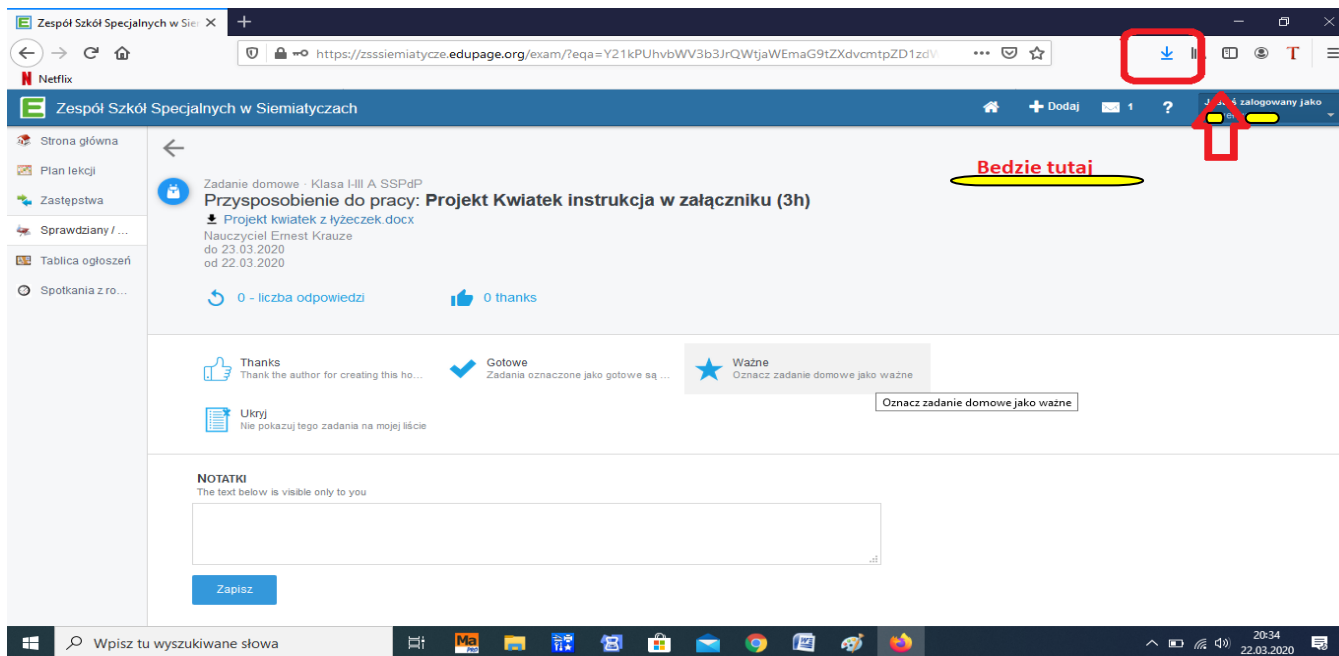 Zespół Szkół Specjalnych w Sie
https://zsssiemiatycze.edupage.org/exam/?eqa=Y21kPUhvbWV3b3JrQWtjaWEmaG9tZXdvcmtpZD1zdW
T
Netflix
Zespół Szkół Specjalnych w Siemiatyczach
Dodaj
1
?
zalogowany jako
Strona główna
Plan lekcji
Zastępstwa
Sprawdziany / ...
Tablica ogłoszeń
Spotkania z ro...
Bedzie tutaj
Zadanie domowe · Klasa I-III A SSPdP
Przysposobienie do pracy: Projekt Kwiatek instrukcja w załączniku (3h)
Projekt kwiatek z łyżeczek.docx
Nauczyciel Ernest Krauze
do 23.03.2020
od 22.03.2020
0 - liczba odpowiedzi
0 thanks
Thanks
Thank the author for creating this ho...
Gotowe
Zadania oznaczone jako gotowe są ...
Ważne
Oznacz zadanie domowe jako ważne
Oznacz zadanie domowe jako ważne
Ukryj
Nie pokazuj tego zadania na mojej liście
NOTATKI
The text below is visible only to you
Zapisz
Wpisz tu wyszukiwane słowa
Ma
PRO
20:34
22.03.2020